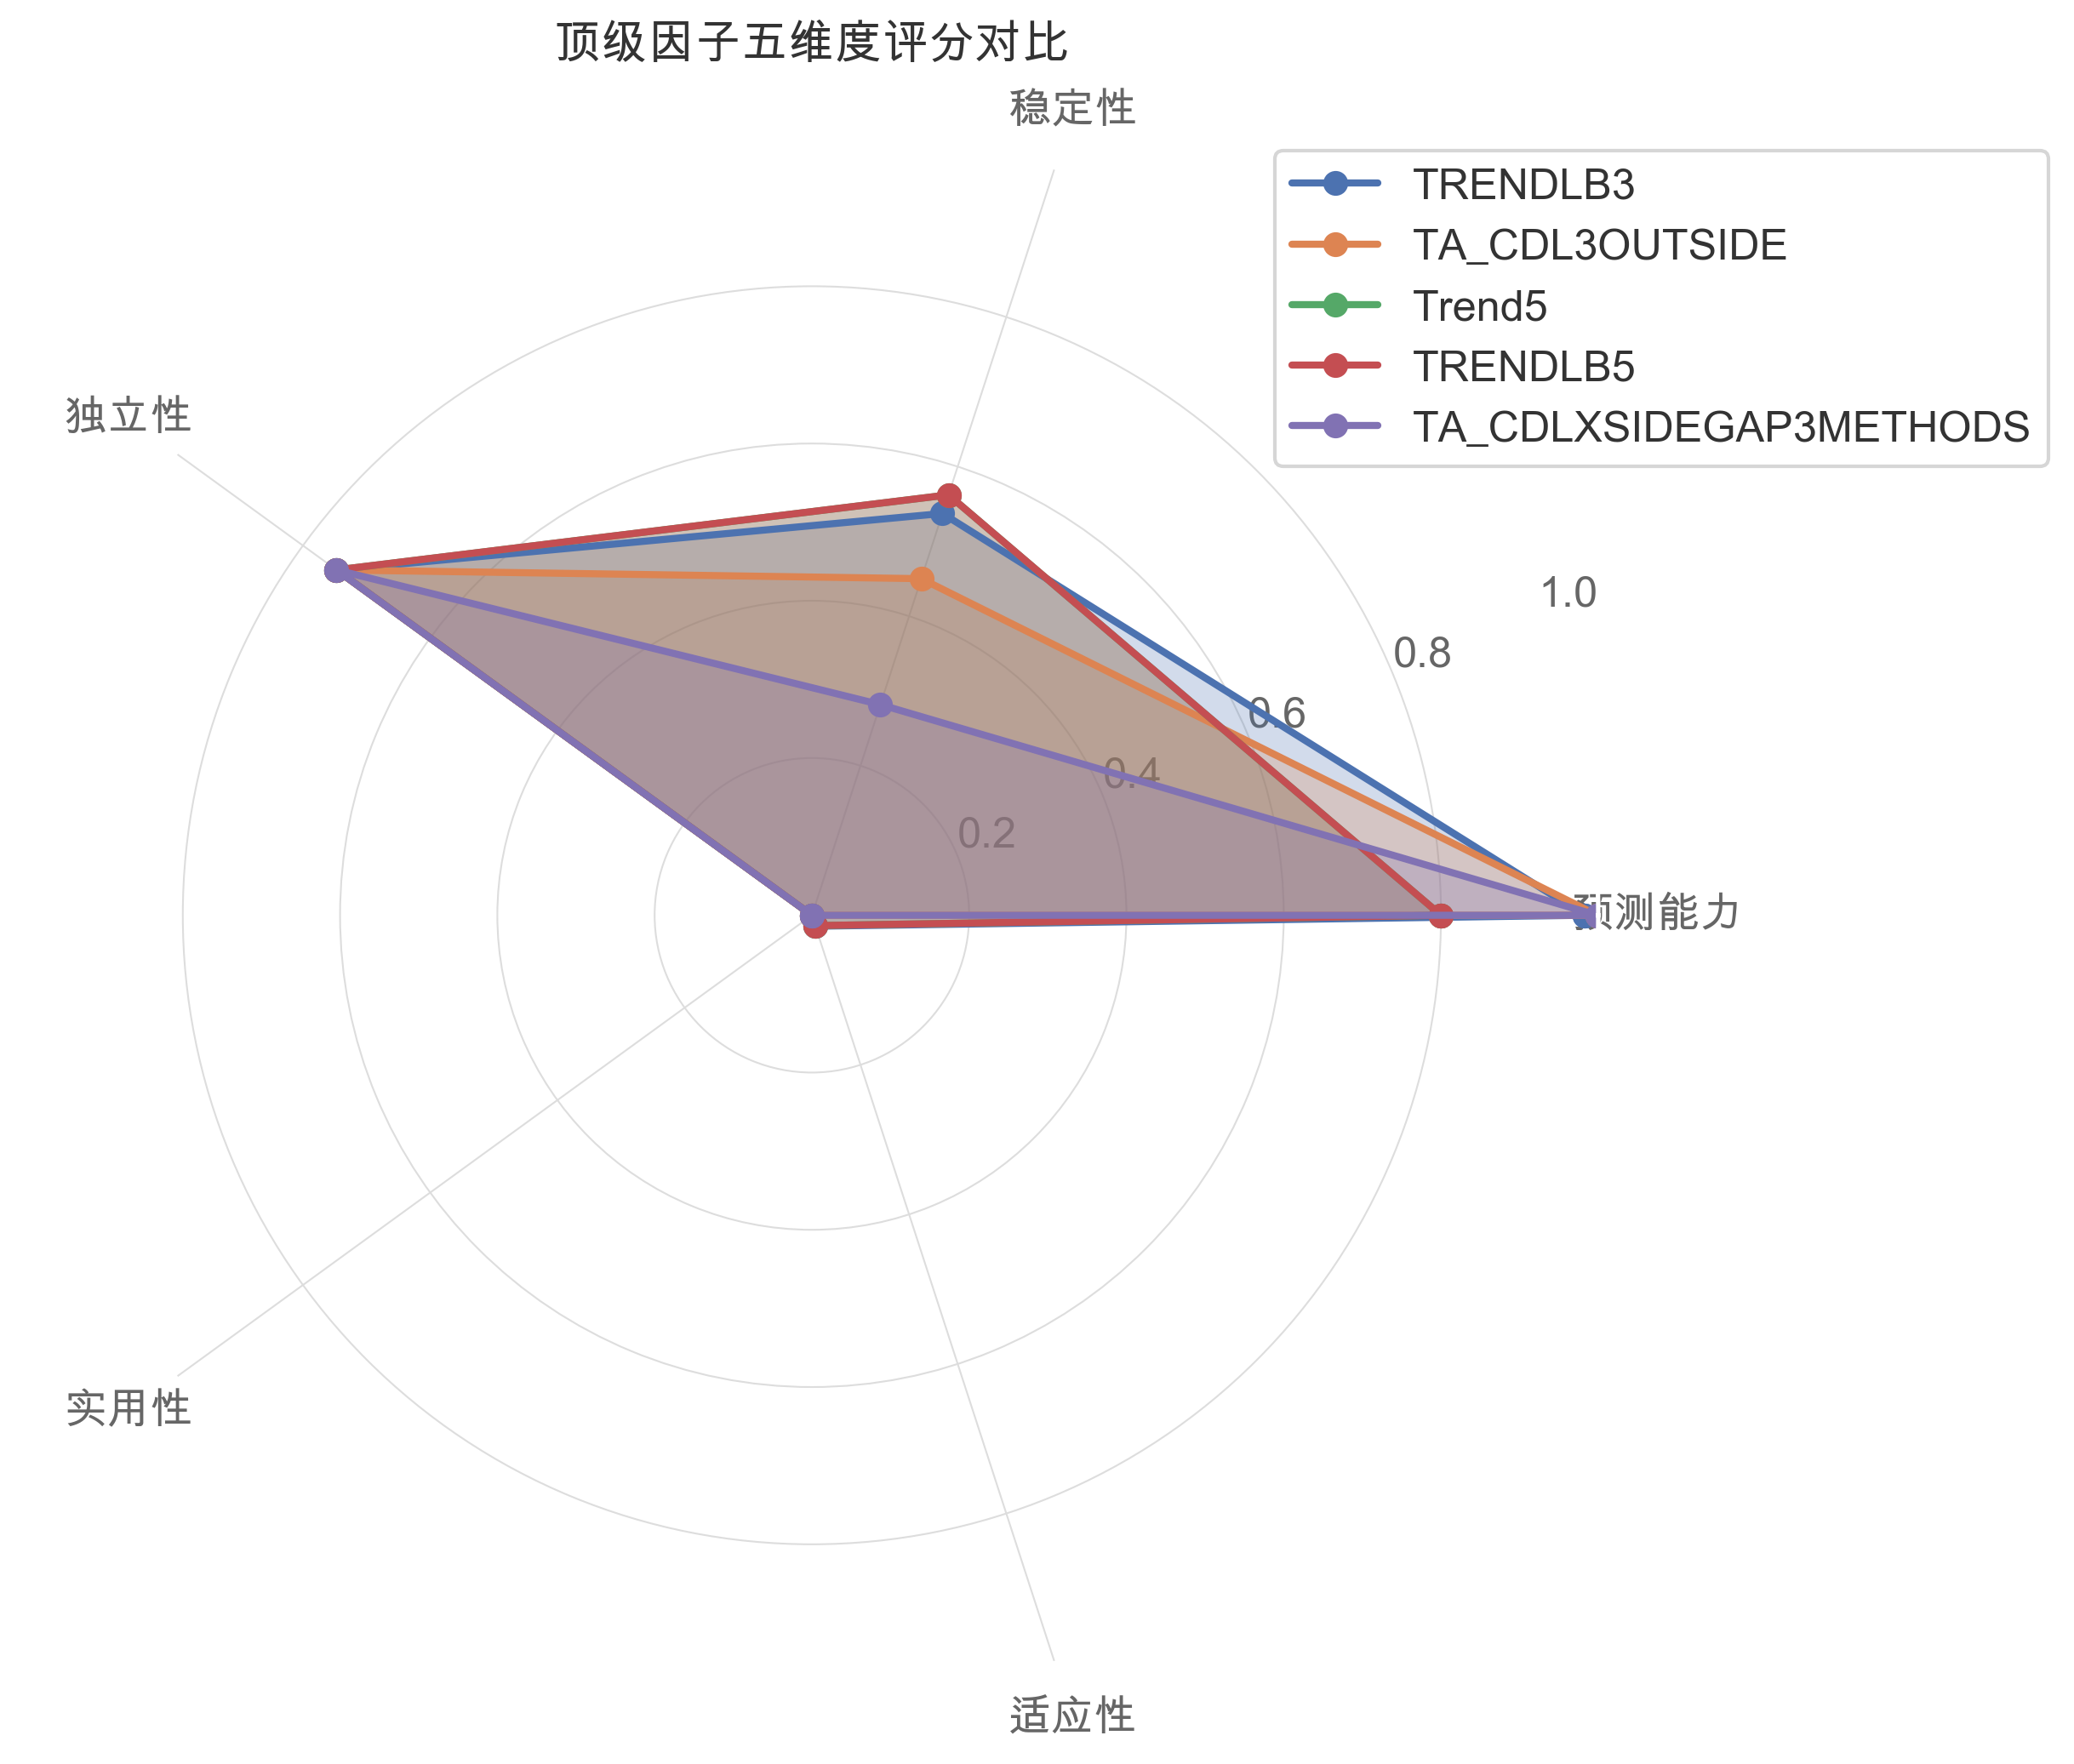 顶级因子五维度评分对比
稳定性
TRENDLB3
TA_CDL3OUTSIDE
Trend5
TRENDLB5
TA_CDLXSIDEGAP3METHODS
独立性
1.0
0.8
0.6
0.4
0.2
预测能力
实用性
适应性